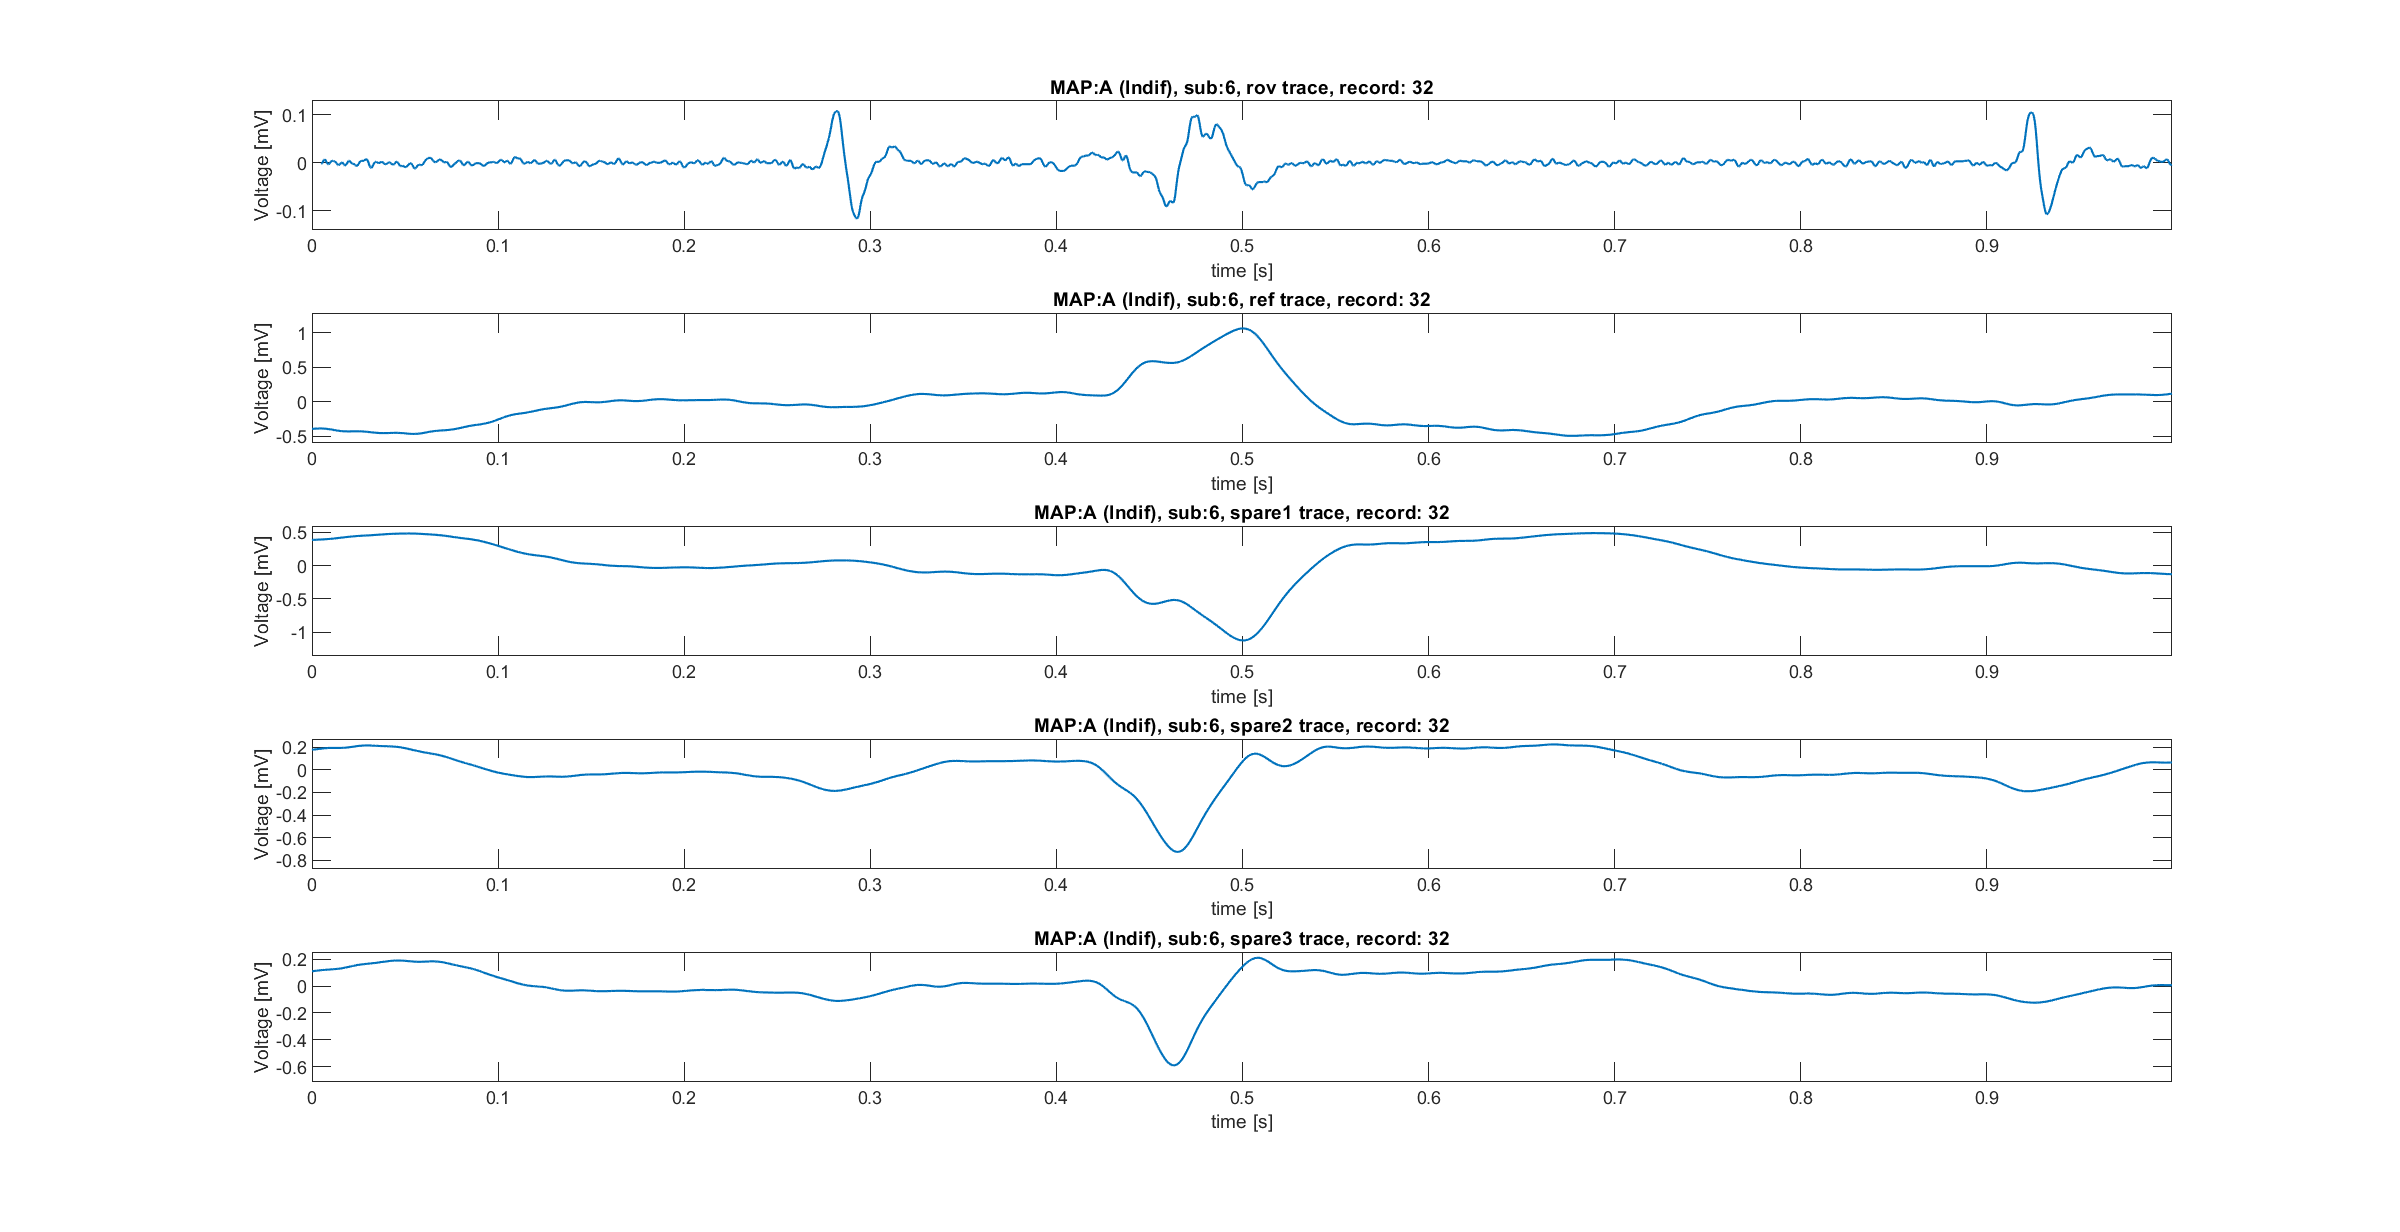 MAP:A (Indif), sub:6, rov trace, record: 32
Voltage [mV]
0.1
0
-0.1
0 0.1 0.2 0.3 0.4 0.5 0.6 0.7 0.8 0.9
time [s]
MAP:A (Indif), sub:6, ref trace, record: 32
Voltage [mV]
1
0.5
0
-0.5
0 0.1 0.2 0.3 0.4 0.5 0.6 0.7 0.8 0.9
time [s]
MAP:A (Indif), sub:6, spare1 trace, record: 32
Voltage [mV]
0.5
0
-0.5
-1
0 0.1 0.2 0.3 0.4 0.5 0.6 0.7 0.8 0.9
time [s]
MAP:A (Indif), sub:6, spare2 trace, record: 32
Voltage [mV]
0.2
0
-0.2
-0.4
-0.6
-0.8
0 0.1 0.2 0.3 0.4 0.5 0.6 0.7 0.8 0.9
time [s]
MAP:A (Indif), sub:6, spare3 trace, record: 32
Voltage [mV]
0.2
0
-0.2
-0.4
-0.6
0 0.1 0.2 0.3 0.4 0.5 0.6 0.7 0.8 0.9
time [s]